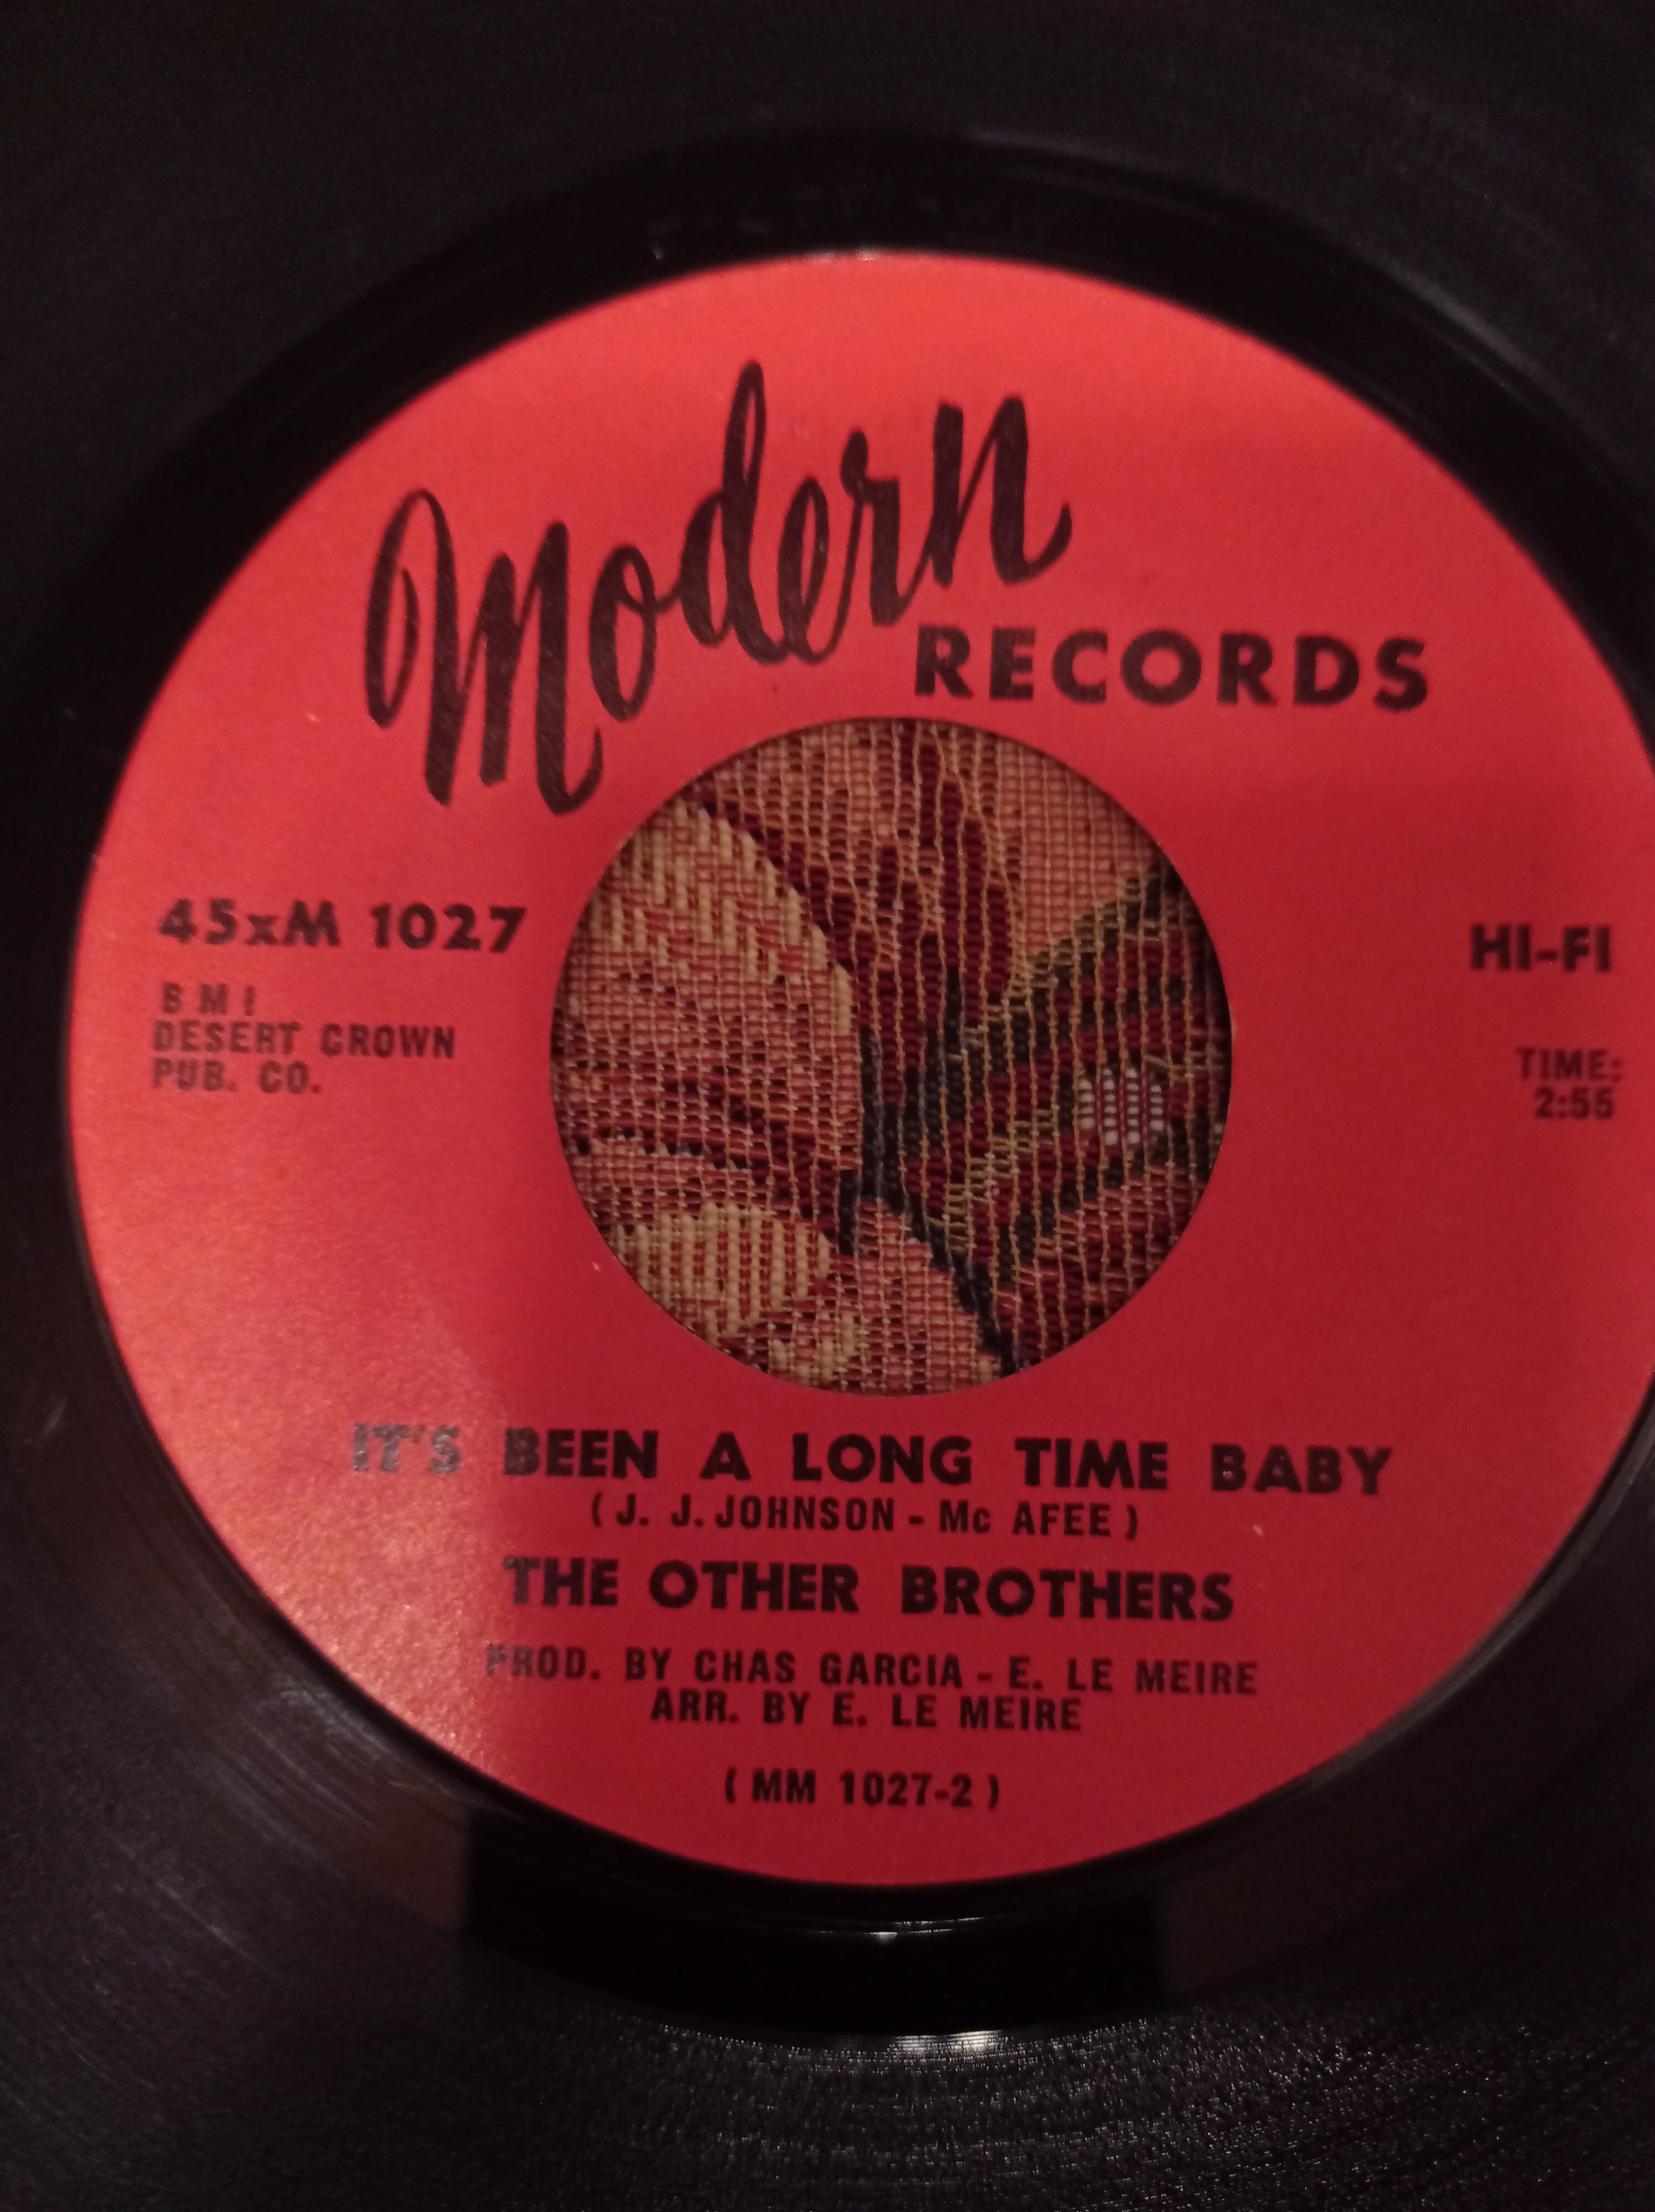 Modern
RECORDS
45xM 1027
HI-FI
B M I
DESERT CROWN
PUB. CO.
TIME:
2:55
IT'S BEEN A LONG TIME BABY
( J. J. JOHNSON - Mc AFEE )
THE OTHER BROTHERS
PROD. BY CHAS GARCIA - E. LE MEIRE
ARR. BY E. LE MEIRE
( MM 1027-2 )